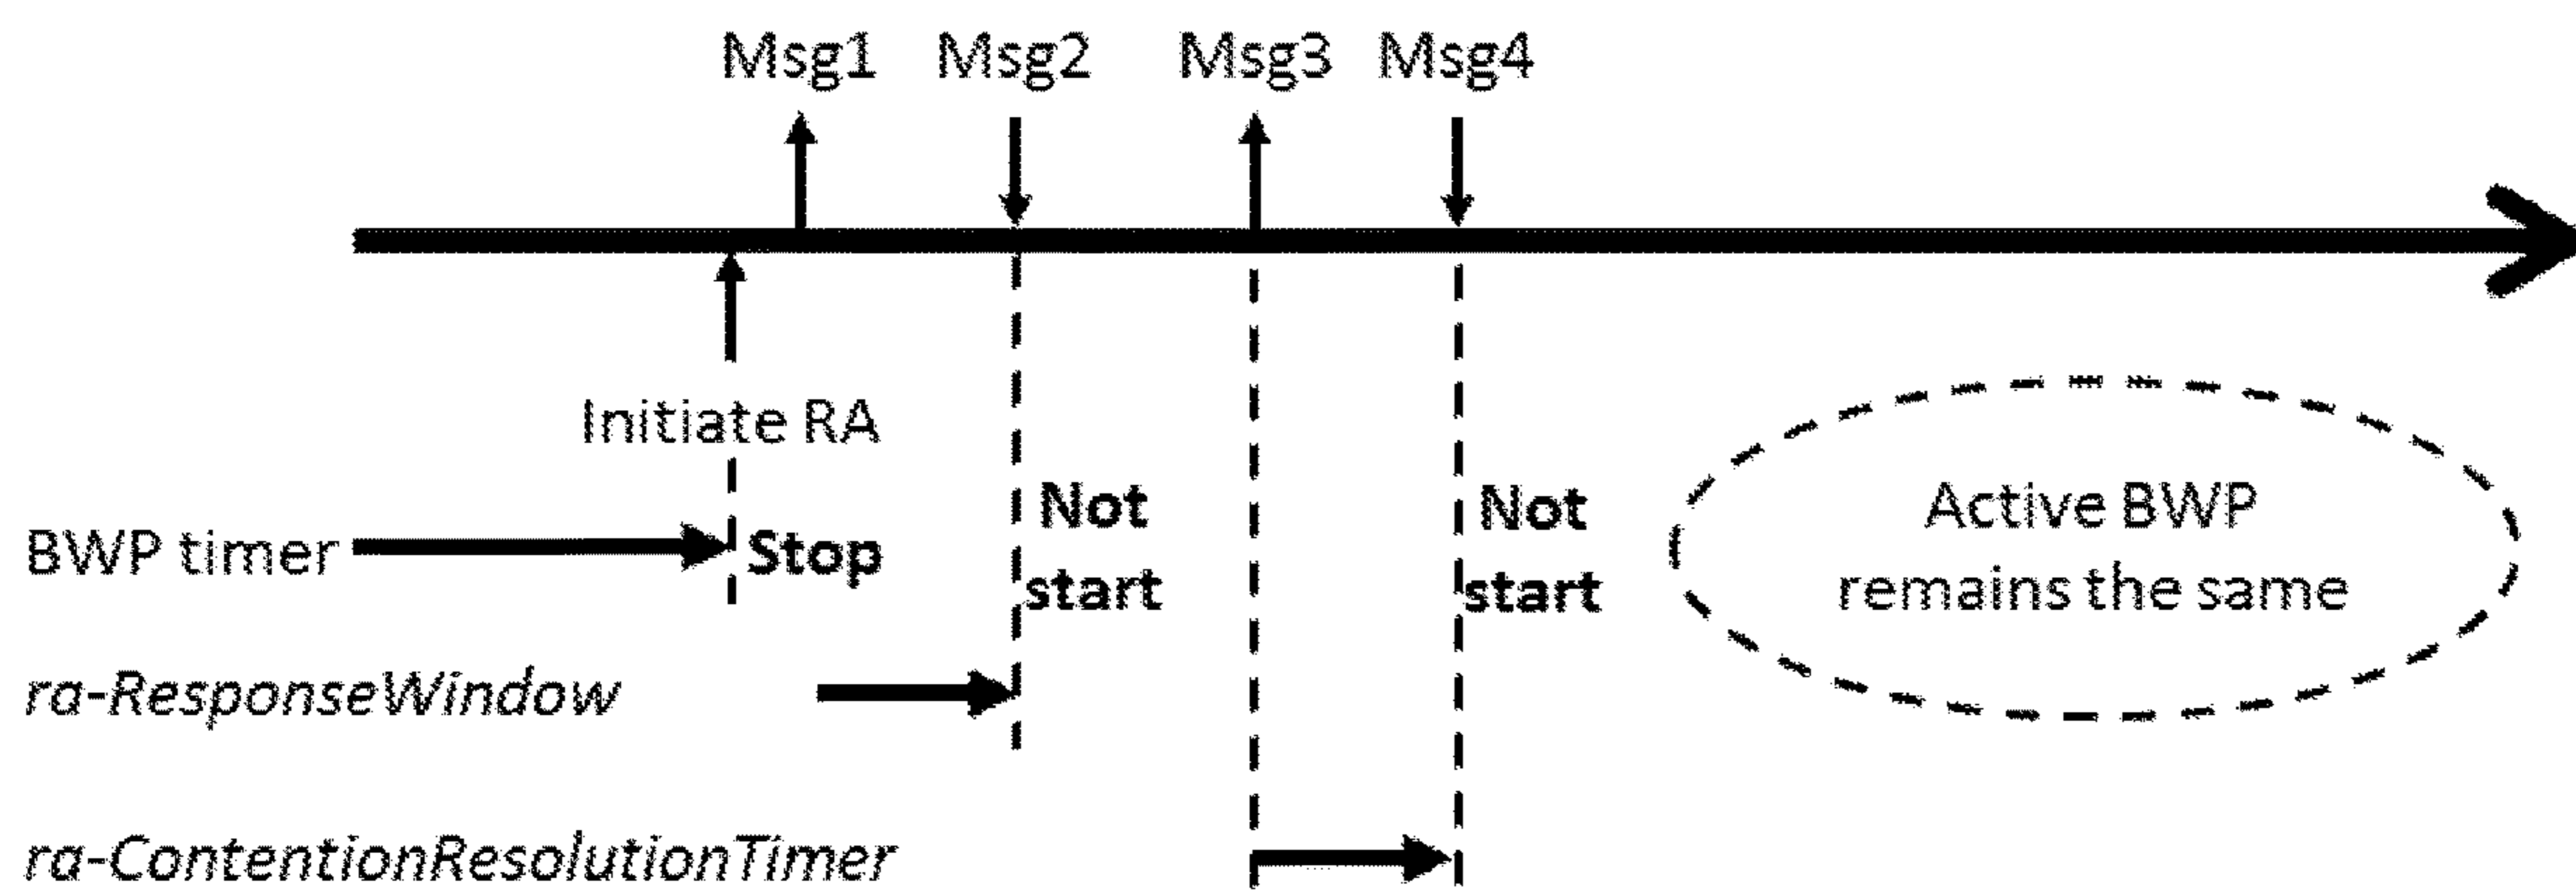 Msg1 Msg2 Msg3 Msg4
Initiate RA
BWP timer
Stop
Not
start
Not
start
Active BWP
remains the same
ra-ResponseWindow
ra-ContentionResolutionTimer